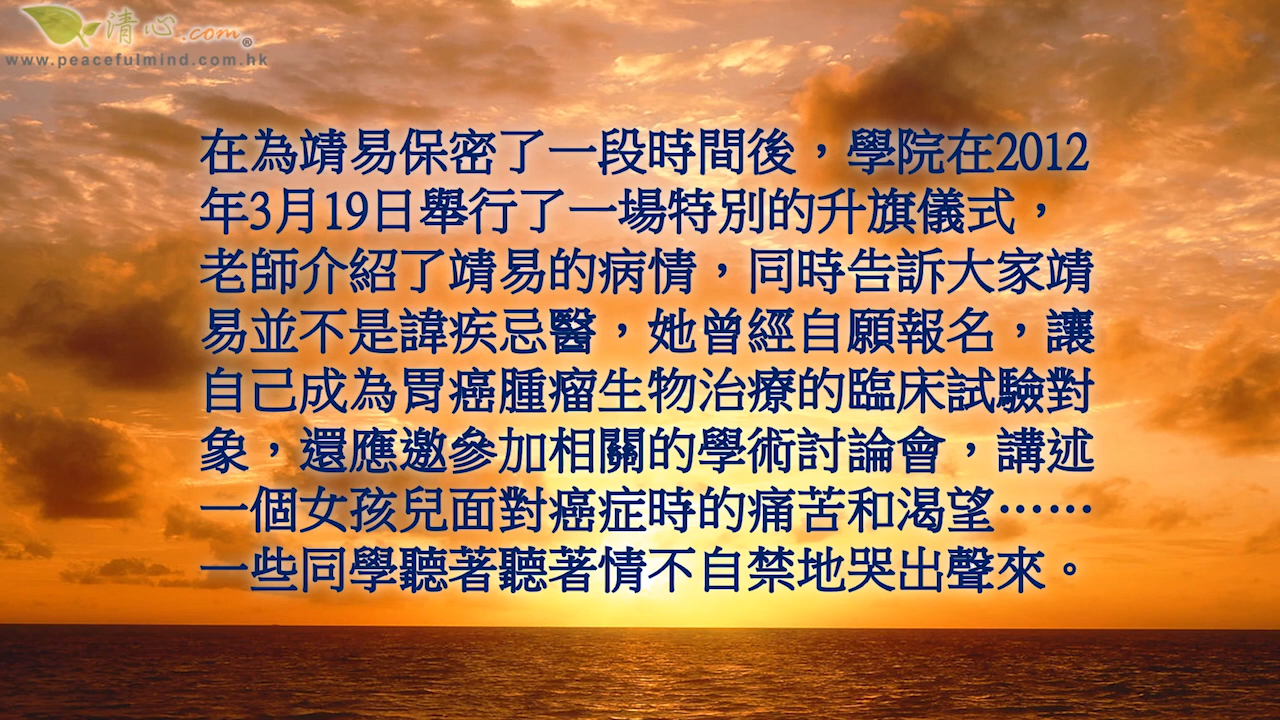 清心.com®
www.peacefulmind.com.hk
在為靖易保密了一段時間後，學院在2012
年3月19日舉行了一場特別的升旗儀式，
老師介紹了靖易的病情，同時告訴大家靖
易並不是諱疾忌醫，她曾經自願報名，讓
自己成為胃癌腫瘤生物治療的臨床試驗對
象，還應邀參加相關的學術討論會，講述
一個女孩兒面對癌症時的痛苦和渴望……
一些同學聽著聽著情不自禁地哭出聲來。